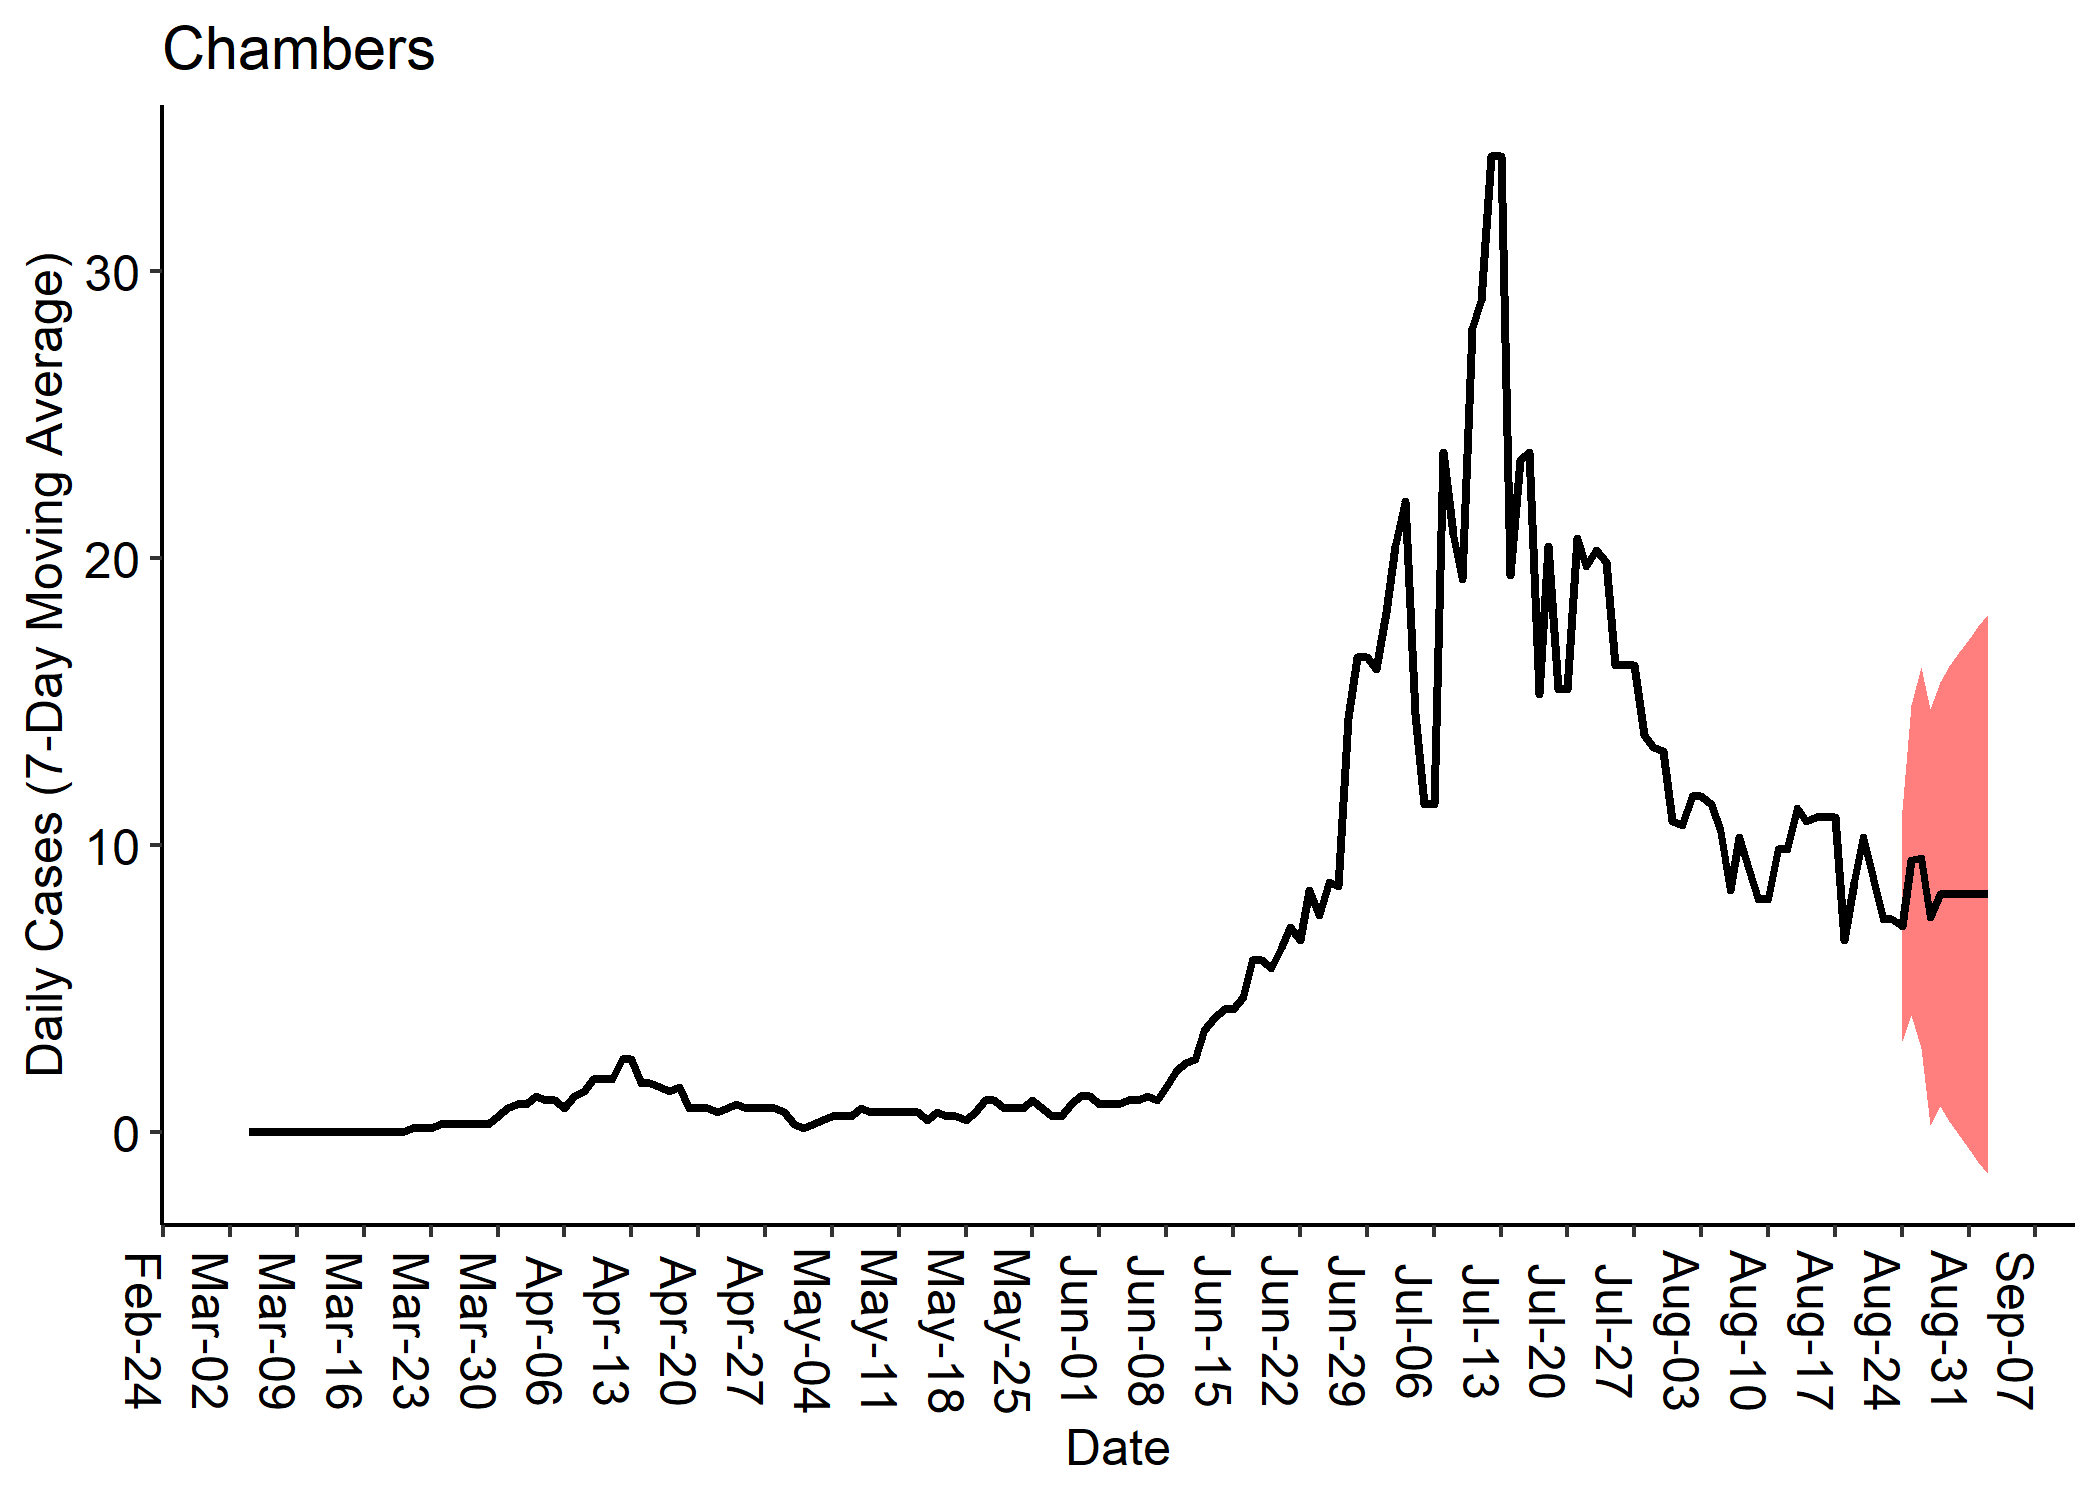 Chambers
Daily Cases (7-Day Moving Average)
30
20
10
0
Feb-24
Mar-02
Mar-09
Mar-16
Mar-23
Mar-30
Apr-06
Apr-13
Apr-20
Apr-27
May-04
May-11
May-18
May-25
Jun-01
Jun-08
Jun-15
Jun-22
Jun-29
Jul-06
Jul-13
Jul-20
Jul-27
Aug-03
Aug-10
Aug-17
Aug-24
Aug-31
Sep-07
Date